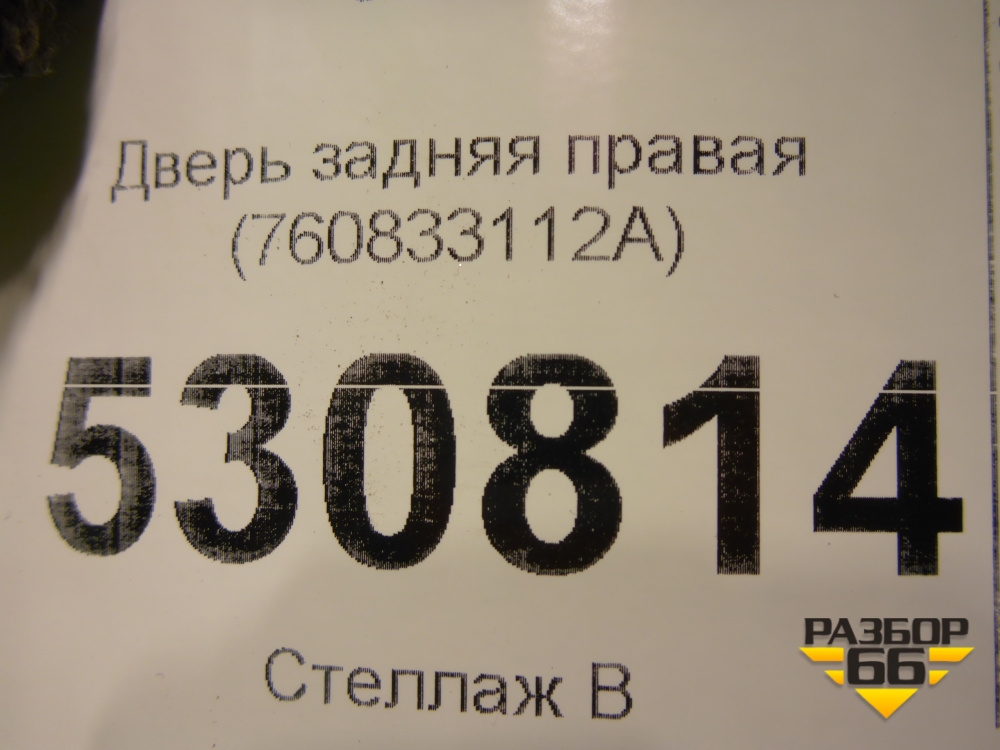 Дверь задняя правая
(760833112A)
530814
Стеллаж В
РАЗБОР
66